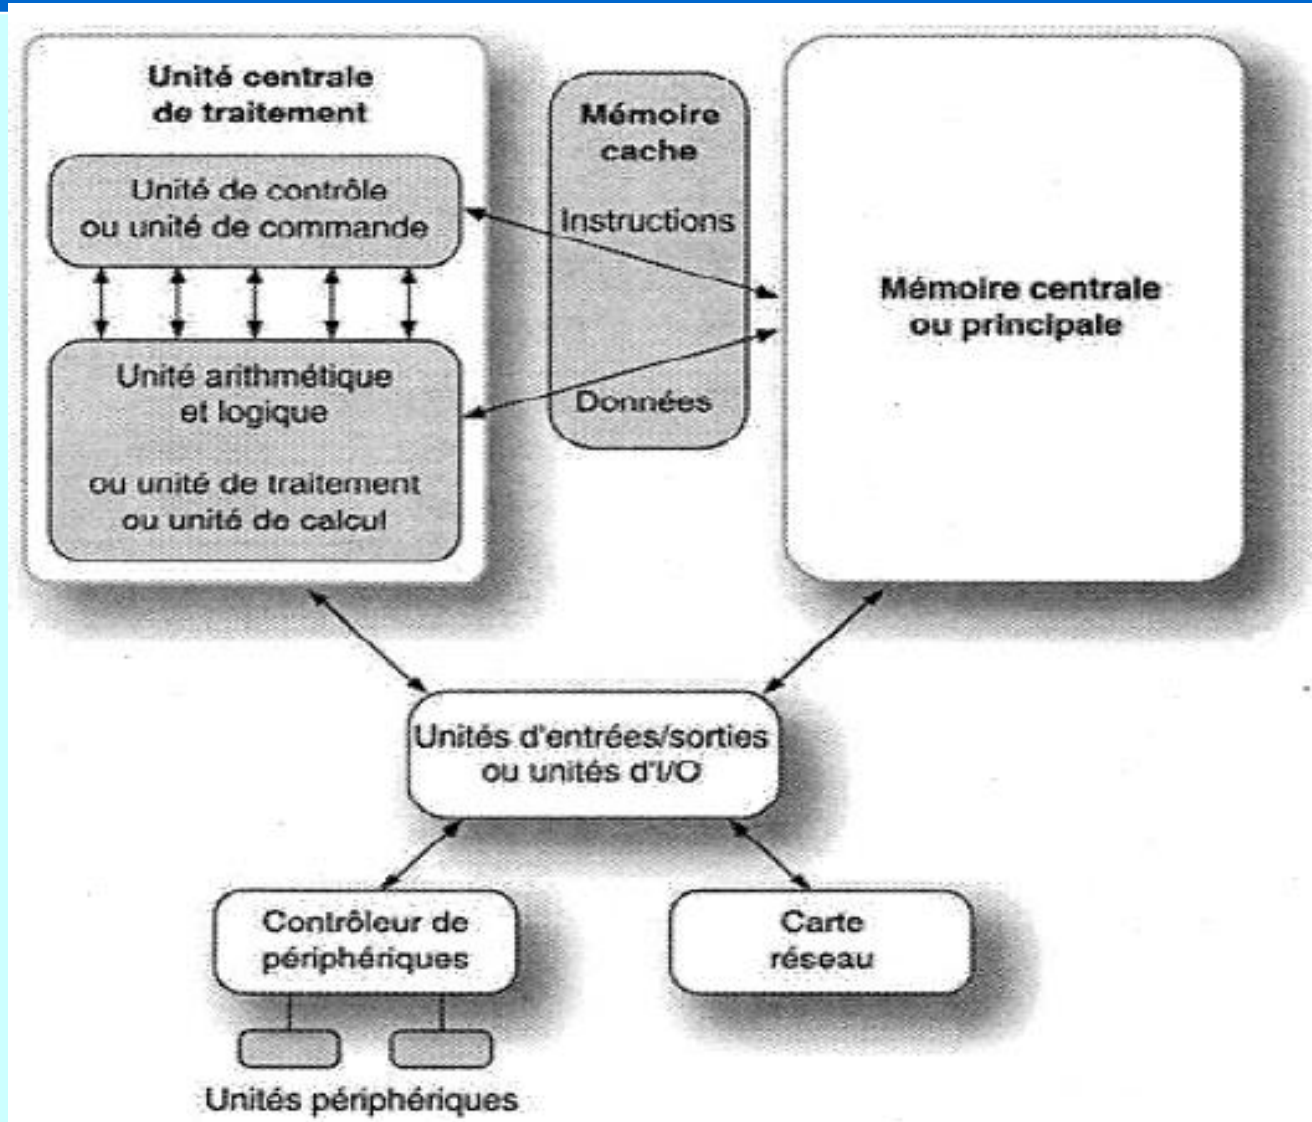 Unité centrale
de traitement
Unité de contrôle
ou unité de commande
Unité arithmétique
et logique
ou unité de traitement
ou unité de calcul
Mémoire
cache
Instructions
Données
Mémoire centrale
ou principale
Unités d'entrées/sorties
ou unités d'I/O
Contrôleur de
périphériques
Carte
réseau
Unités périphériques